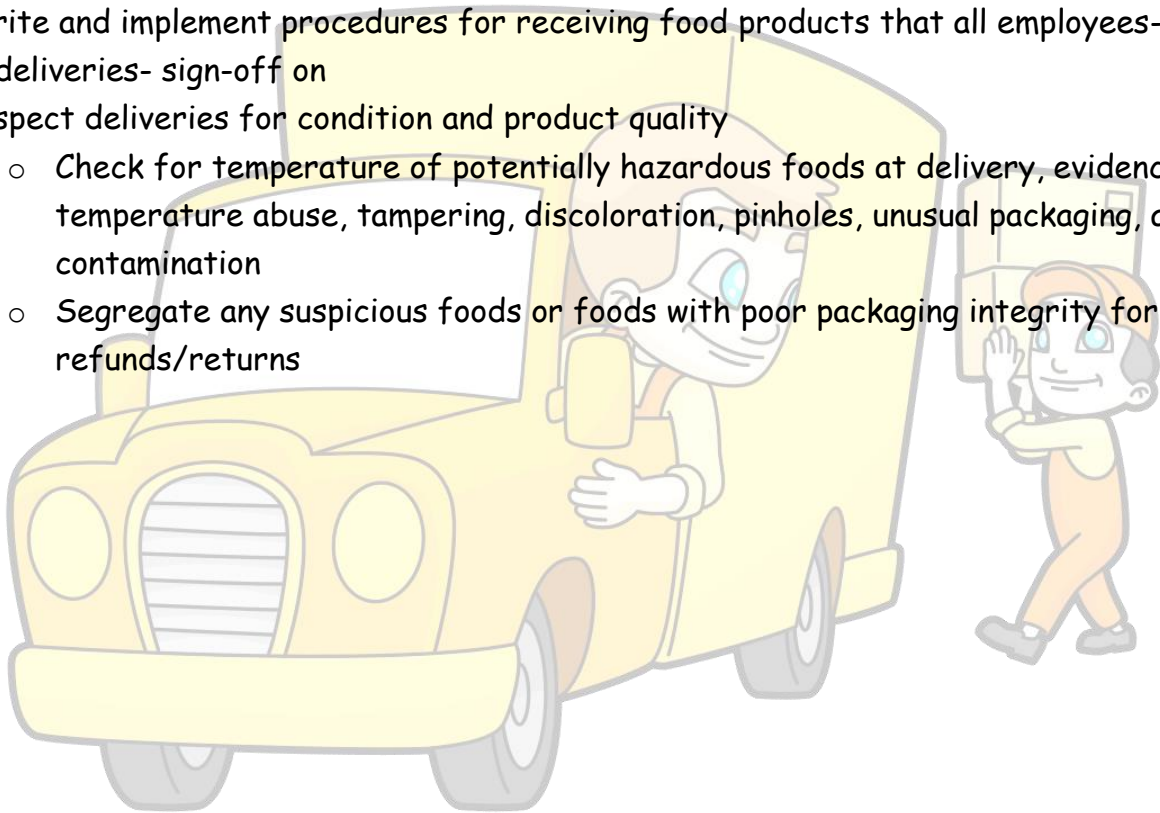 rite and implement procedures for receiving food products that all employees-
deliveries- sign-off on
spect deliveries for condition and product quality
o Check for temperature of potentially hazardous foods at delivery, evidenc
temperature abuse, tampering, discoloration, pinholes, unusual packaging,
contamination
o Segregate any suspicious foods or foods with poor packaging integrity for
refunds/returns